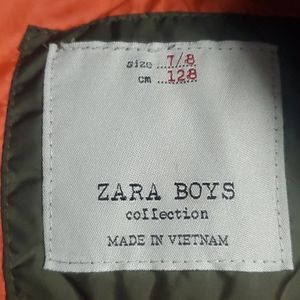 size ...7/8
cm ...128
ZARA BOYS
collection
MADE IN VIETNAM